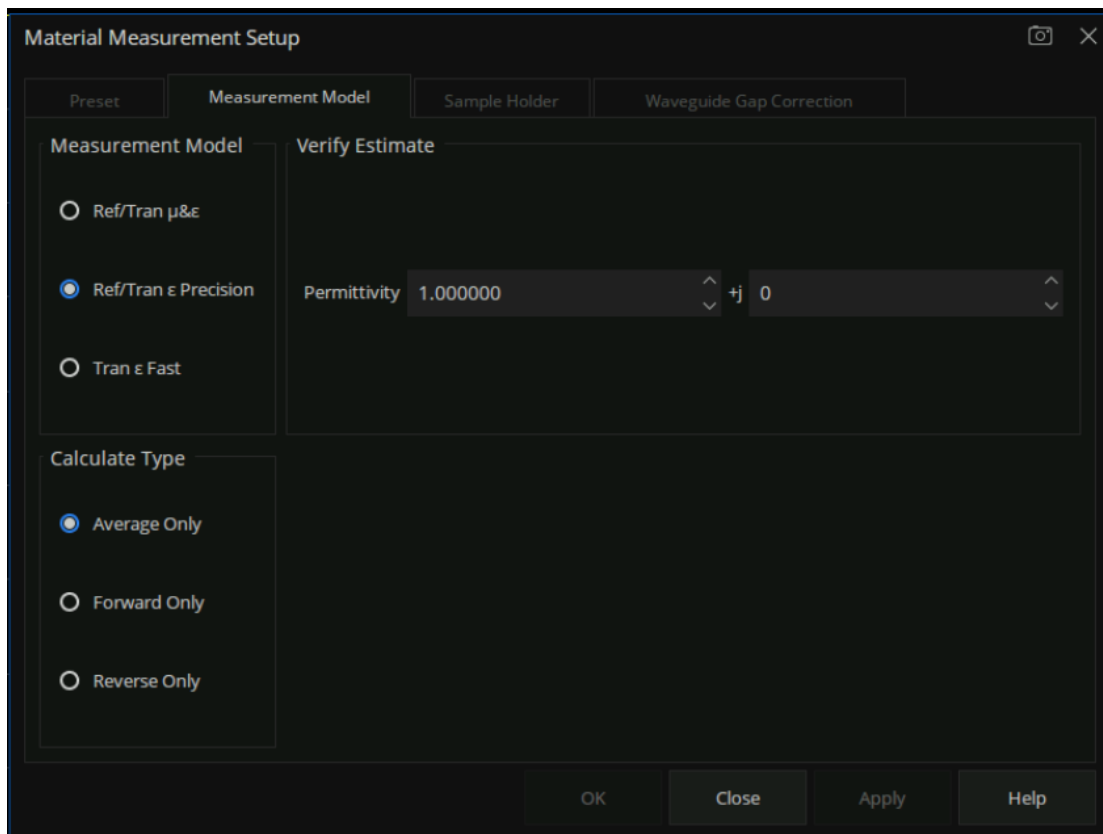 Material Measurement Setup
Preset
Measurement Model
Sample Holder
Waveguide Gap Correction
Measurement Model
Ref/Tran μ&ε
Ref/Tran ε Precision
Tran ε Fast
Verify Estimate
Permittivity 1.000000 +j 0
Calculate Type
Average Only
Forward Only
Reverse Only
OK
Close
Apply
Help